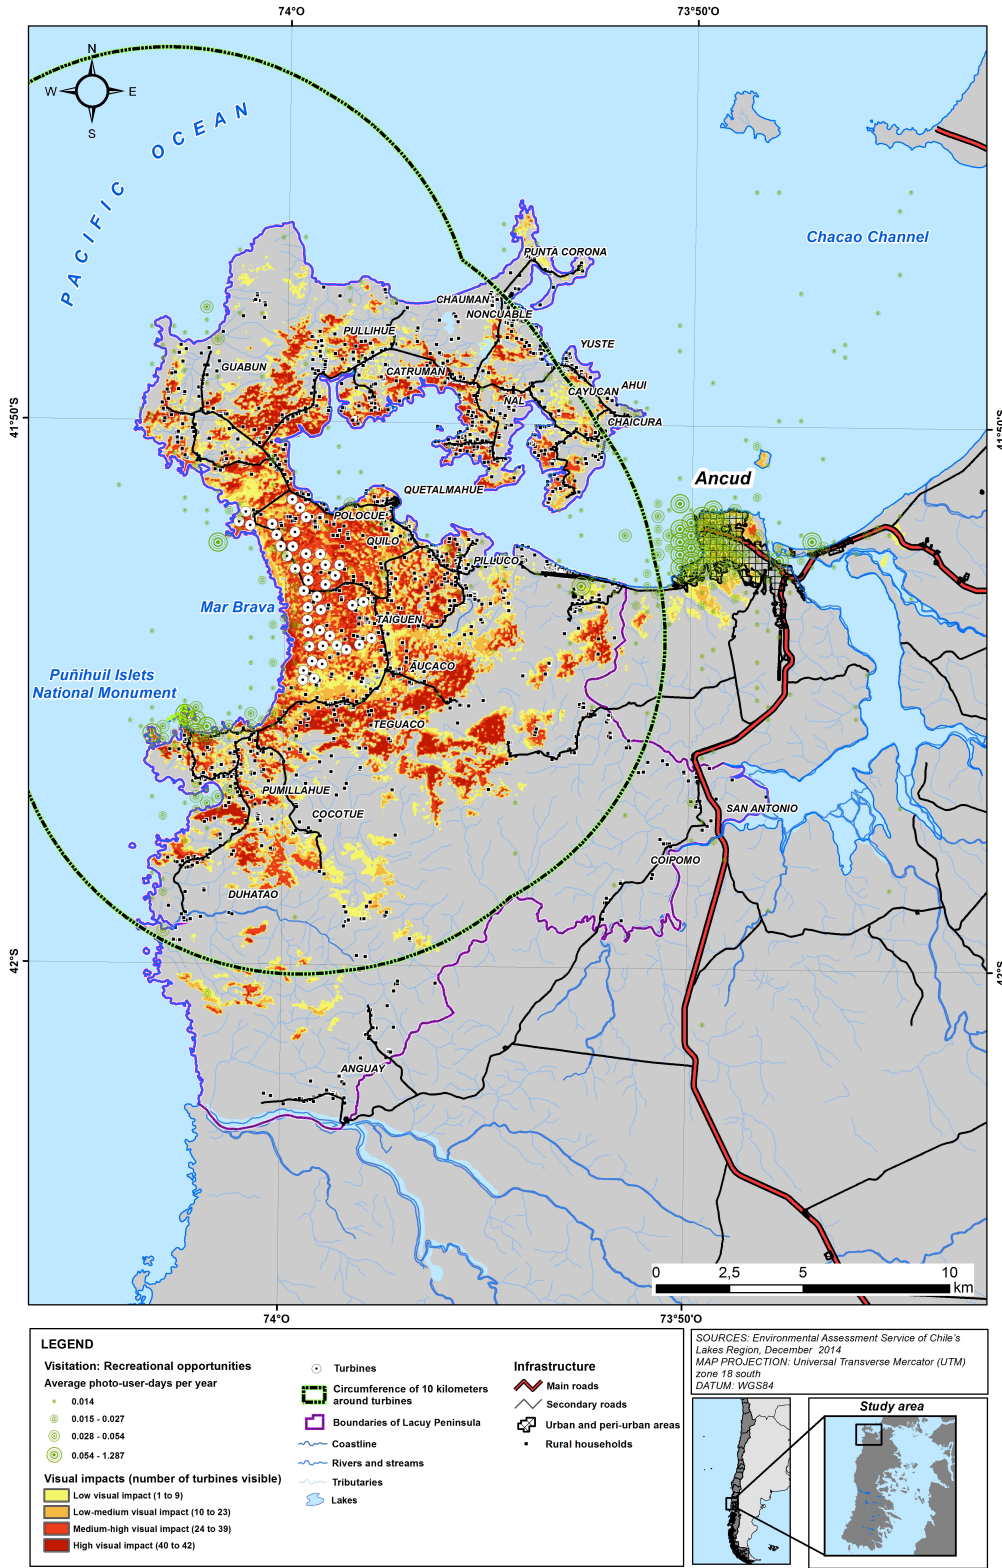 74°O
73°50'O
N
W
E
S
PACIFIC OCEAN
Chacao Channel
PUNTA CORONA
CHAUMAN
NONCUABLE
PULLIHUE
YUSTE
GUABUN
CATRUMAN
AHUI
CAYUCAN
NAL
CHAICURA
41°50'S
41°50'S
Ancud
QUETALMAHUE
POLOCUE
QUILO
PILLUCO
Mar Brava
TAIGUEN
AUCACO
Puñihuil Islets
National Monument
TEGUACO
PUMILLAHUE
COCOTUE
SAN ANTONIO
COIPOMO
DUHATAO
42°S
42°S
ANGUAY
0
2,5
5
10
km
74°O
73°50'O
LEGEND
Visitation: Recreational opportunities
Average photo-user-days per year
0.014
0.015 - 0.027
0.028 - 0.054
0.054 - 1.287
Visual impacts (number of turbines visible)
Low visual impact (1 to 9)
Low-medium visual impact (10 to 23)
Medium-high visual impact (24 to 39)
High visual impact (40 to 42)
Turbines
Circumference of 10 kilometers
around turbines
Boundaries of Lacuy Peninsula
Coastline
Rivers and streams
Tributaries
Lakes
Infrastructure
Main roads
Secondary roads
Urban and peri-urban areas
Rural households
SOURCES: Environmental Assessment Service of Chile's
Lakes Region, December 2014
MAP PROJECTION: Universal Transverse Mercator (UTM)
zone 18 south
DATUM: WGS84
Study area